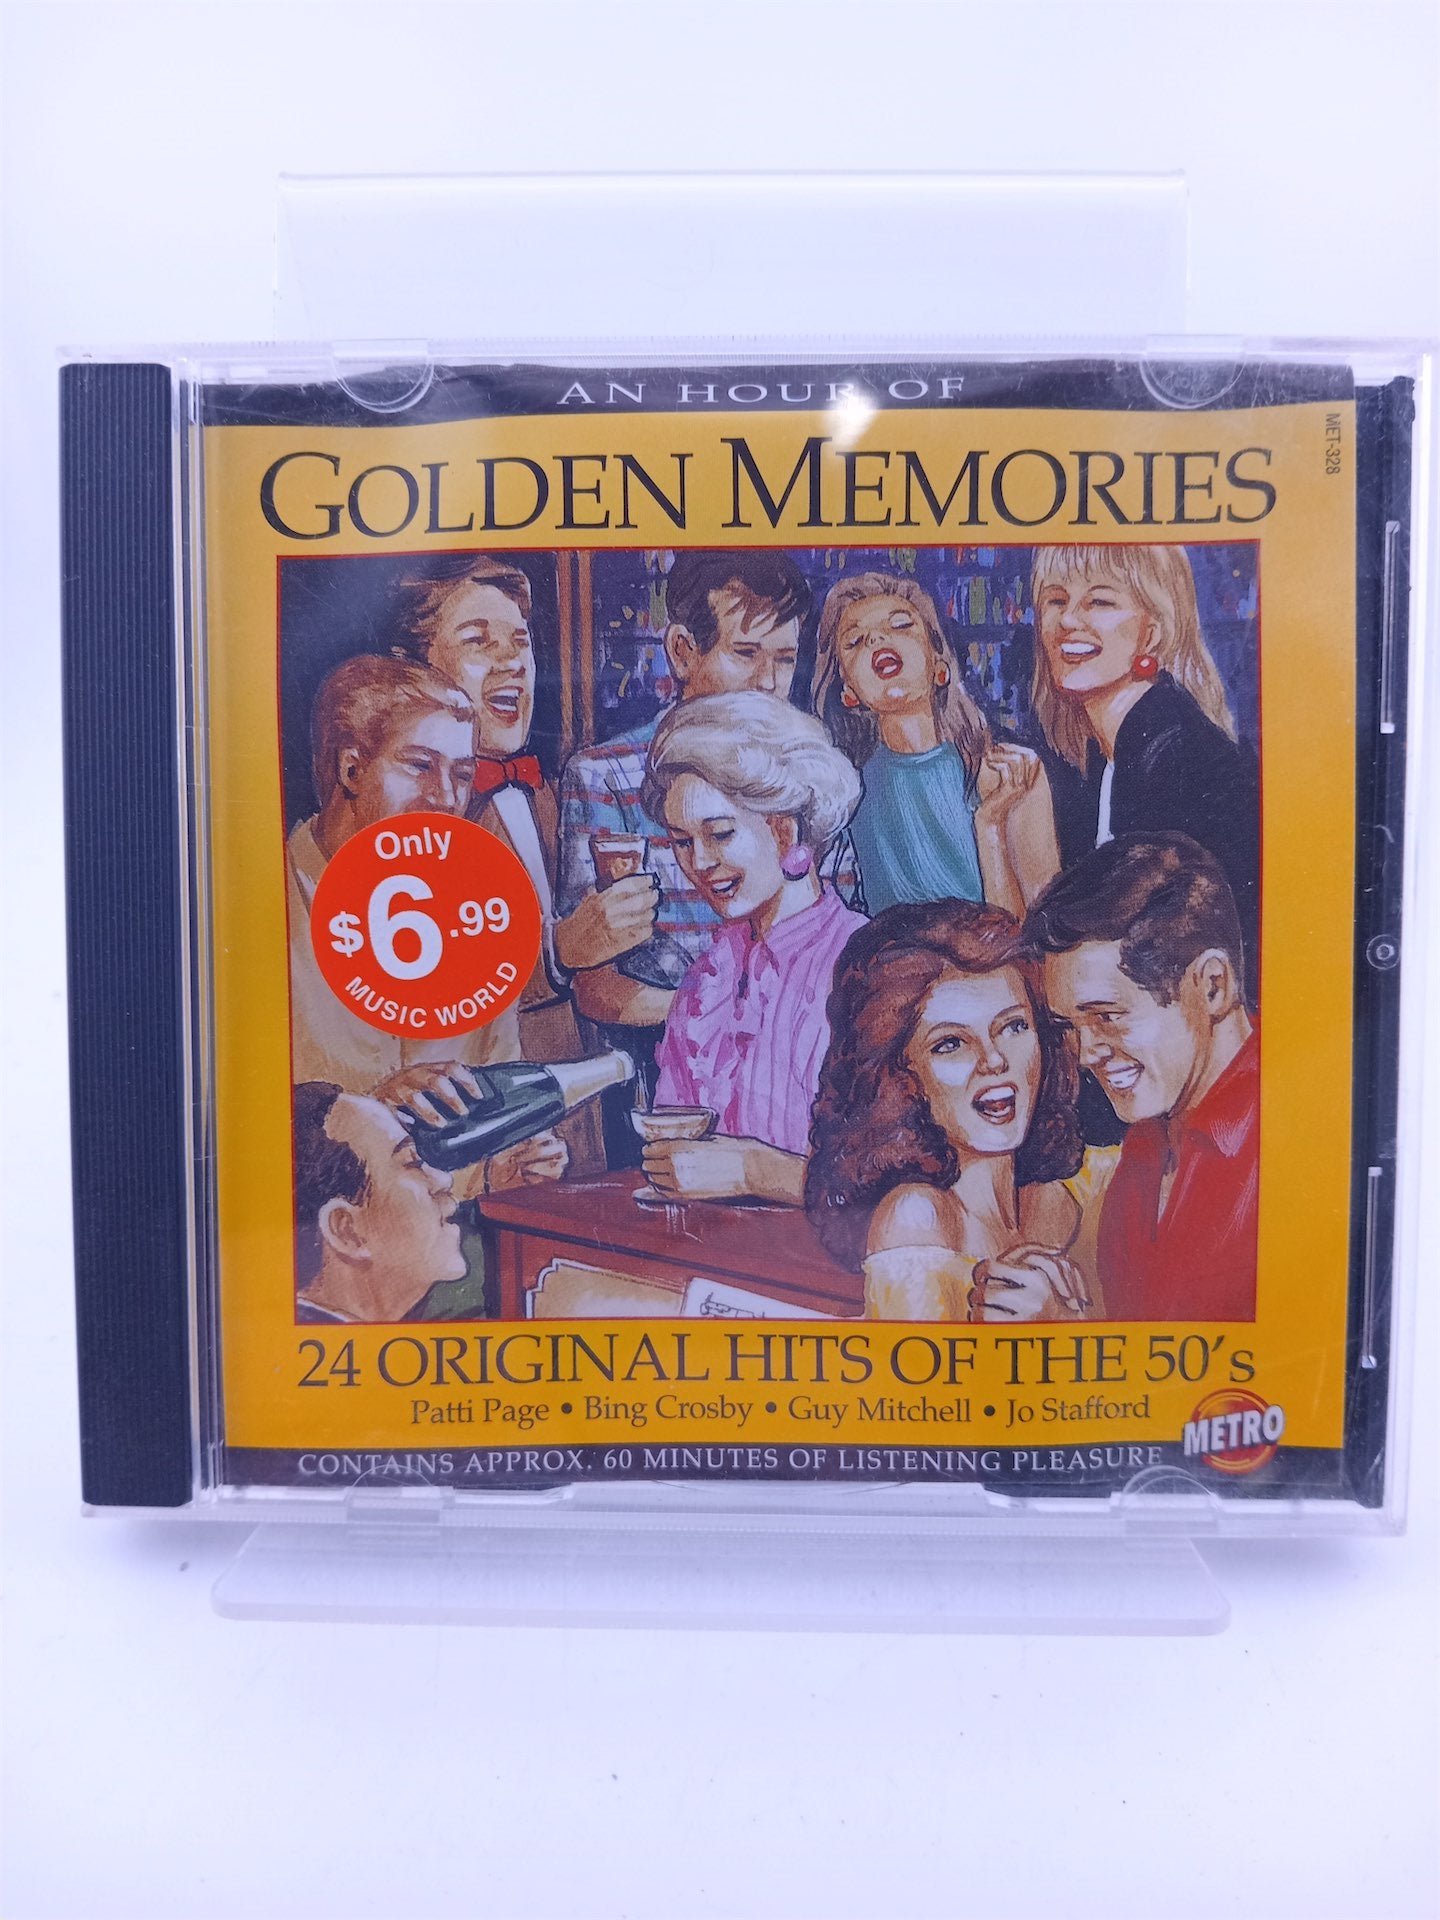 AN HOUR OF
MET-328
GOLDEN MEMORIES
Only
$6.99
MUSIC WORLD
24 ORIGINAL HITS OF THE 50's
Patti Page • Bing Crosby • Guy Mitchell • Jo Stafford
METRO
CONTAINS APPROX. 60 MINUTES OF LISTENING PLEASURE